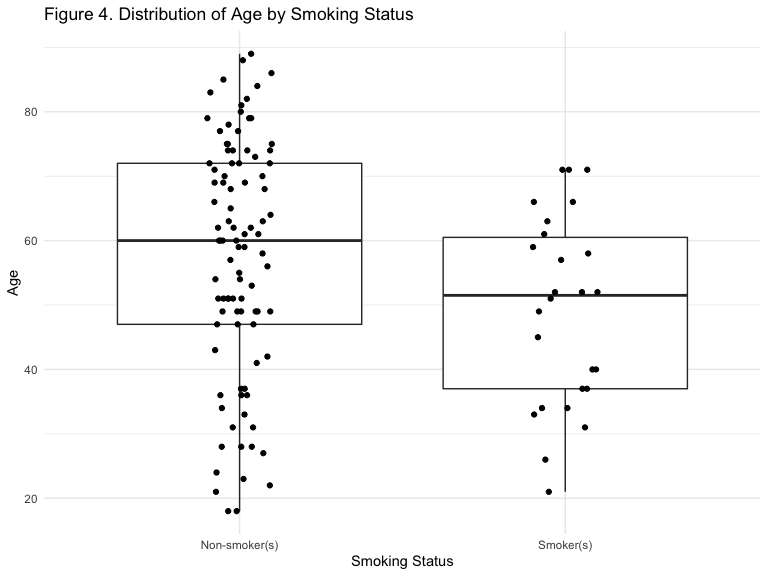 Figure 4. Distribution of Age by Smoking Status
80
60
40
20
Age
Non-smoker(s)
Smoker(s)
Smoking Status